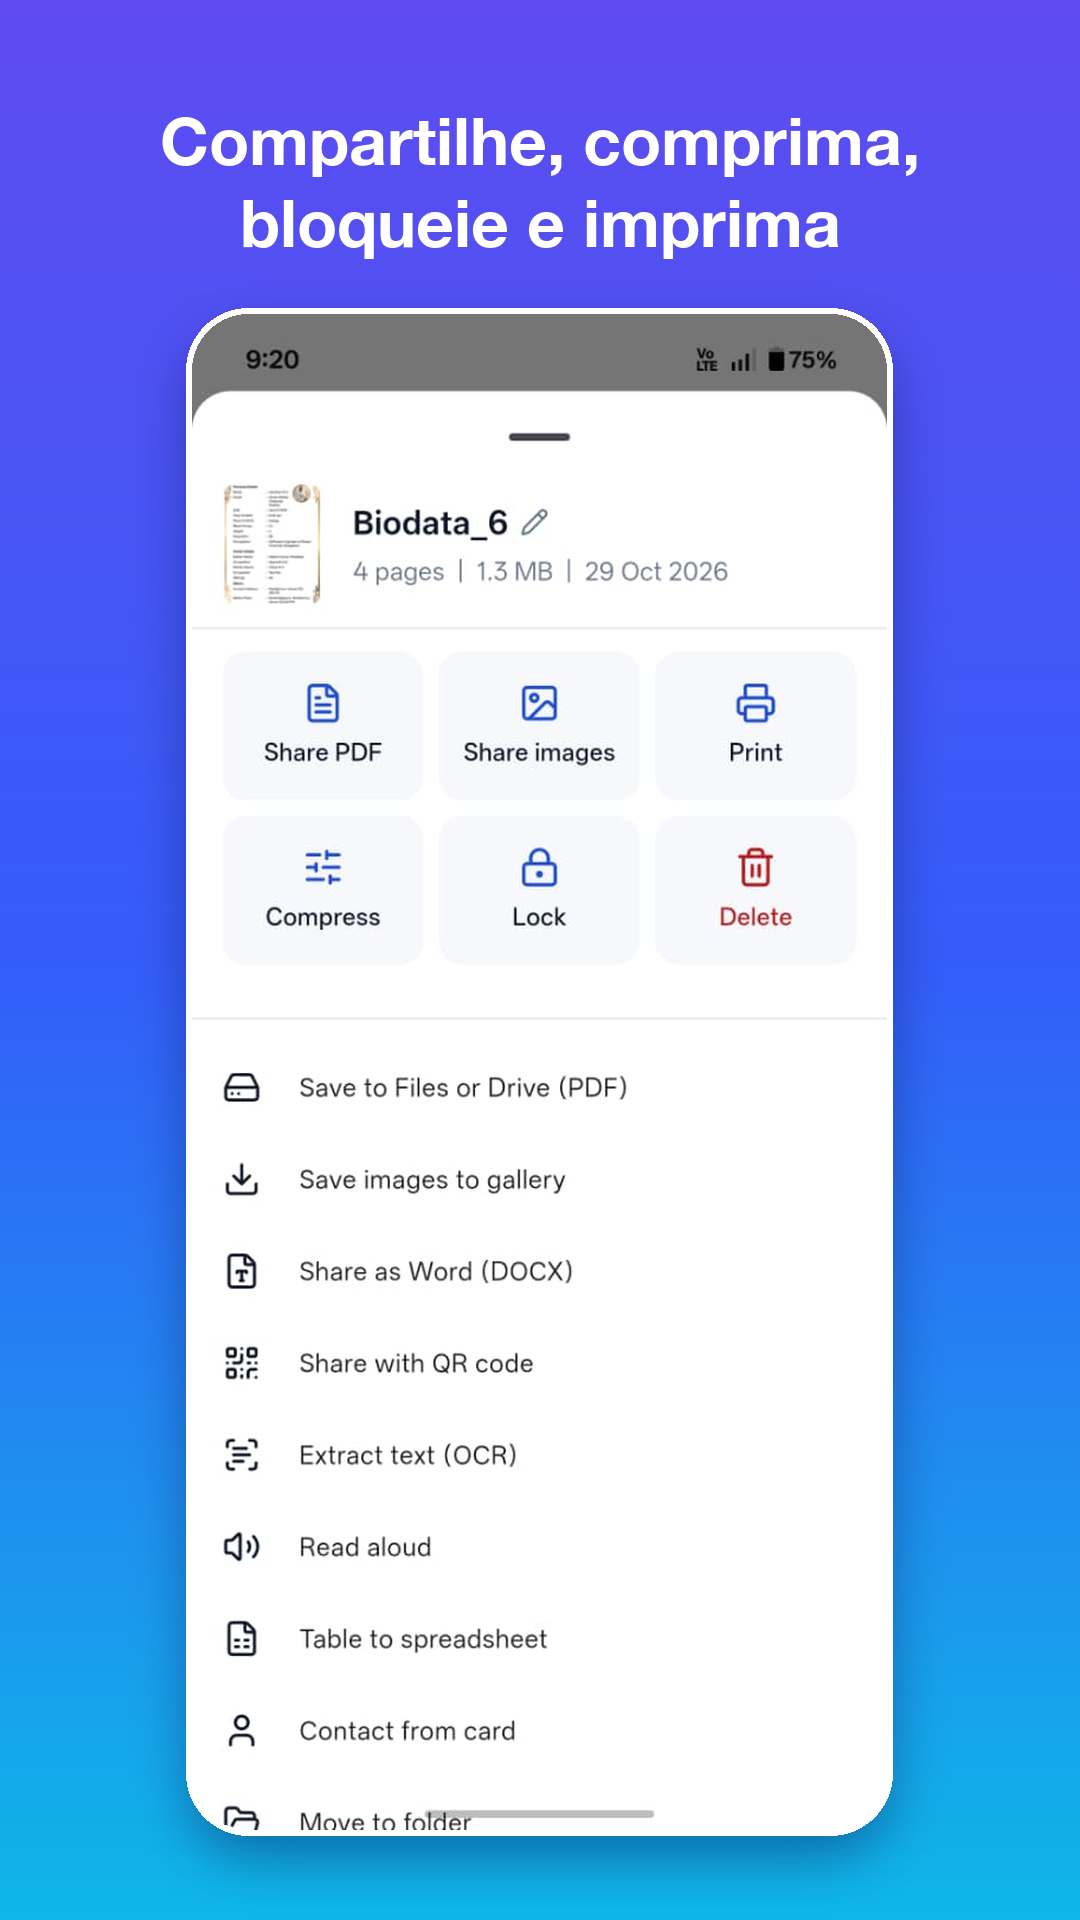 Compartilhe, comprima,
bloqueie e imprima
9:20
Vo LTE 75%
Biodata_6
4 pages | 1.3 MB | 29 Oct 2026
Share PDF
Share images
Print
Compress
Lock
Delete
Save to Files or Drive (PDF)
Save images to gallery
Share as Word (DOCX)
Share with QR code
Extract text (OCR)
Read aloud
Table to spreadsheet
Contact from card
Move to folder